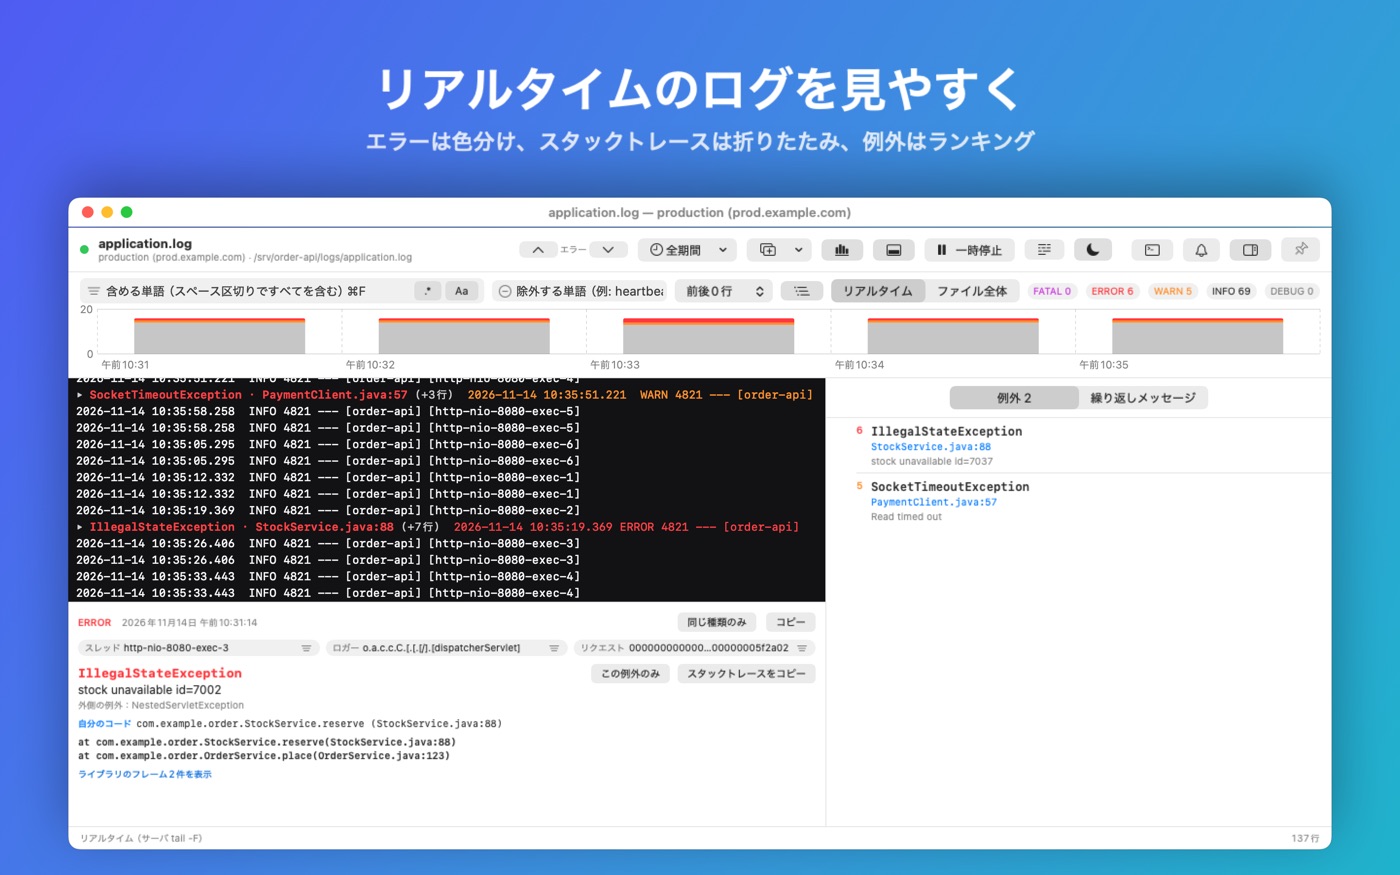 リアルタイムのログを見やすく
エラーは色分け、スタックトレースは折りたたみ、例外はランキング
application.log — production (prod.example.com)
application.log
production (prod.example.com) · /srv/order-api/logs/application.log
エラー
全期間
一時停止
含める単語 (スペース区切りですべてを含む) ⌘F
.*
Aa
除外する単語 (例: heartbea
前後0行
リアルタイム
ファイル全体
FATAL 0
ERROR 6
WARN 5
INFO 69
DEBUG 0
20
0
午前10:31
午前10:32
午前10:33
午前10:34
午前10:35
2026-11-14 10:35:51.221 INFO 4821 --- [order-api] [http-nio-8080-exec-4]
▸ SocketTimeoutException · PaymentClient.java:57 (+3行) 2026-11-14 10:35:51.221 WARN 4821 --- [order-api]
2026-11-14 10:35:58.258 INFO 4821 --- [order-api] [http-nio-8080-exec-5]
2026-11-14 10:35:58.258 INFO 4821 --- [order-api] [http-nio-8080-exec-5]
2026-11-14 10:35:05.295 INFO 4821 --- [order-api] [http-nio-8080-exec-6]
2026-11-14 10:35:05.295 INFO 4821 --- [order-api] [http-nio-8080-exec-6]
2026-11-14 10:35:12.332 INFO 4821 --- [order-api] [http-nio-8080-exec-1]
2026-11-14 10:35:12.332 INFO 4821 --- [order-api] [http-nio-8080-exec-1]
2026-11-14 10:35:19.369 INFO 4821 --- [order-api] [http-nio-8080-exec-2]
▸ IllegalStateException · StockService.java:88 (+7行) 2026-11-14 10:35:19.369 ERROR 4821 --- [order-api]
2026-11-14 10:35:26.406 INFO 4821 --- [order-api] [http-nio-8080-exec-3]
2026-11-14 10:35:26.406 INFO 4821 --- [order-api] [http-nio-8080-exec-3]
2026-11-14 10:35:33.443 INFO 4821 --- [order-api] [http-nio-8080-exec-4]
2026-11-14 10:35:33.443 INFO 4821 --- [order-api] [http-nio-8080-exec-4]
例外 2
繰り返しメッセージ
6 IllegalStateException
StockService.java:88
stock unavailable id=7037
5 SocketTimeoutException
PaymentClient.java:57
Read timed out
ERROR 2026年11月14日 午前10:31:14
同じ種類のみ
コピー
スレッド http-nio-8080-exec-3
ロガー o.a.c.c.C.[.[.[/].[dispatcherServlet]
リクエスト 000000000000...00000005f2a02
IllegalStateException
この例外のみ
スタックトレースをコピー
stock unavailable id=7002
外側の例外：NestedServletException
自分のコード com.example.order.StockService.reserve (StockService.java:88)
at com.example.order.StockService.reserve(StockService.java:88)
at com.example.order.OrderService.place(OrderService.java:123)
ライブラリのフレーム2件を表示
リアルタイム (サーバ tail -F)
137行